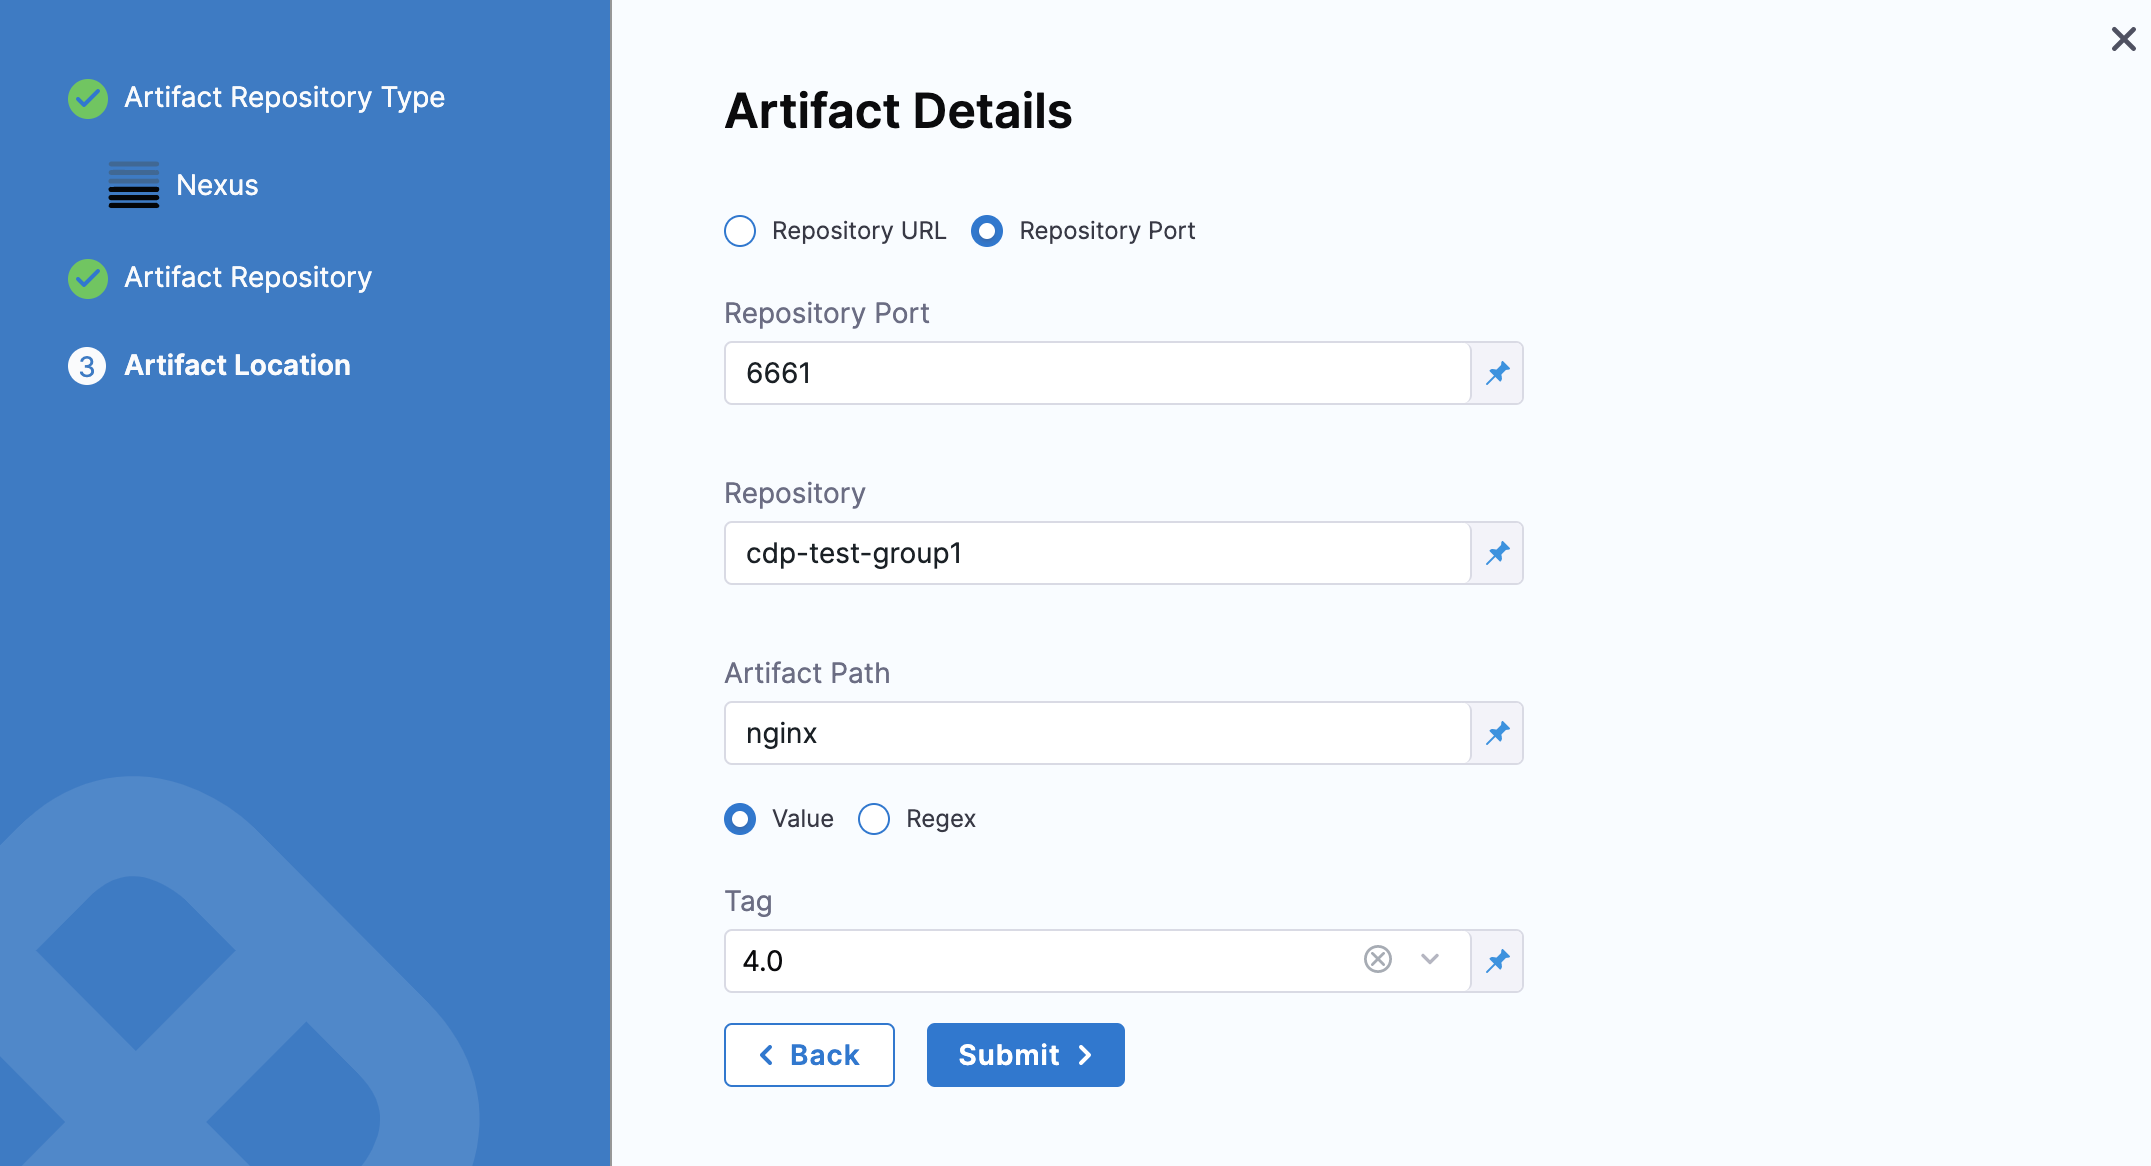 Artifact Repository Type
Nexus
Artifact Repository
3 Artifact Location
Artifact Details
Repository URL Repository Port
Repository Port
6661
Repository
cdp-test-group1
Artifact Path
nginx
Value Regex
Tag
4.0
Back Submit